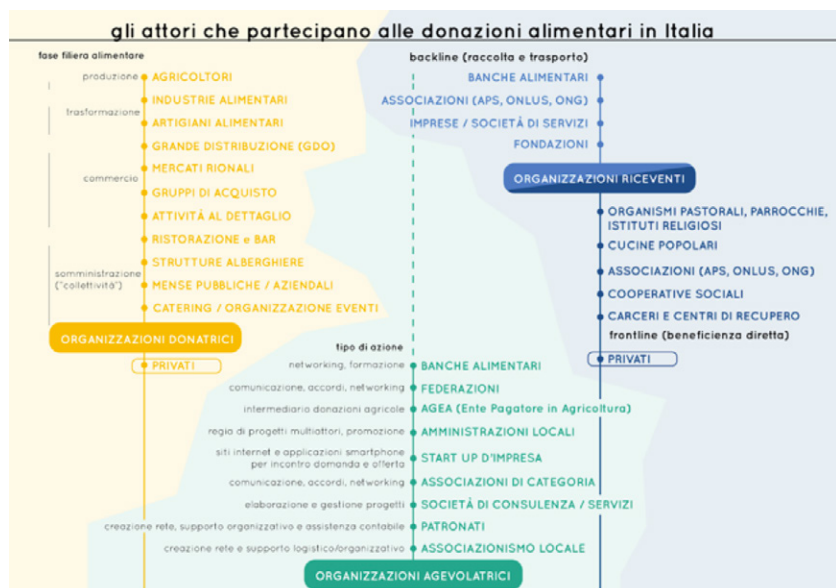 gli attori che partecipano alle donazioni alimentari in Italia
fase filiera alimentare
produzione
AGRICOLTORI
INDUSTRIE ALIMENTARI
trasformazione
ARTIGIANI ALIMENTARI
GRANDE DISTRIBUZIONE (GDO)
MERCATI RIONALI
commercio
GRUPPI DI ACQUISTO
ATTIVITÀ AL DETTAGLIO
RISTORAZIONE e BAR
STRUTTURE ALBERGHIERE
somministrazione
("collettività")
MENSE PUBBLICHE / AZIENDALI
CATERING / ORGANIZZAZIONE EVENTI
ORGANIZZAZIONI DONATRICI
PRIVATI
backline (raccolta e trasporto)
BANCHE ALIMENTARI
ASSOCIAZIONI (APS, ONLUS, ONG)
IMPRESE / SOCIETÀ DI SERVIZI
FONDAZIONI
ORGANIZZAZIONI RICEVENTI
ORGANISMI PASTORALI, PARROCCHIE,
ISTITUTI RELIGIOSI
CUCINE POPOLARI
ASSOCIAZIONI (APS, ONLUS, ONG)
COOPERATIVE SOCIALI
CARCERI E CENTRI DI RECUPERO
frontline (beneficienza diretta)
PRIVATI
tipo di azione
networking, formazione
BANCHE ALIMENTARI
comunicazione, accordi, networking
FEDERAZIONI
intermediario donazioni agricole
AGEA (Ente Pagatore in Agricoltura)
regia di progetti multiattori, promozione
AMMINISTRAZIONI LOCALI
siti internet e applicazioni smartphone
per incontro domanda e offerta
START UP D'IMPRESA
comunicazione, accordi, networking
ASSOCIAZIONI DI CATEGORIA
elaborazione e gestione progetti
SOCIETÀ DI CONSULENZA / SERVIZI
creazione rete, supporto organizzativo e assistenza contabile
PATRONATI
creazione rete e supporto logistico/organizzativo
ASSOCIAZIONISMO LOCALE
ORGANIZZAZIONI AGEVOLATRICI